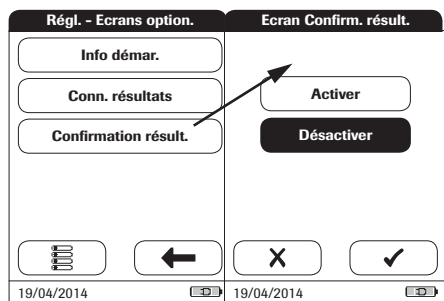 Régl. - Ecrans option.
Info démar.
Conn. résultats
Confirmation résult.
19/04/2014
Ecran Confirm. résult.
Activer
Désactiver
19/04/2014